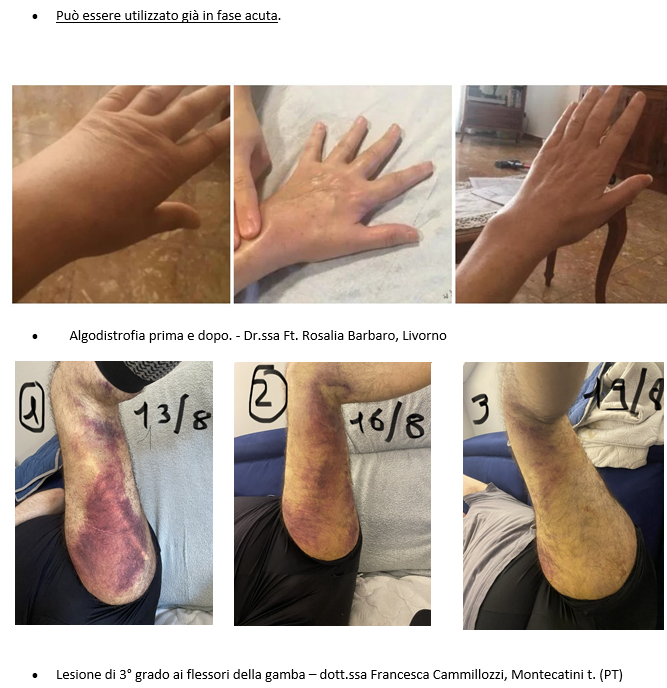 Può essere utilizzato già in fase acuta.
Algodistrofia prima e dopo. - Dr.ssa Ft. Rosalia Barbaro, Livorno
1 13/8
2 16/8
3 19/8
Lesione di 3° grado ai flessori della gamba – dott.ssa Francesca Cammillozzi, Montecatini t. (PT)